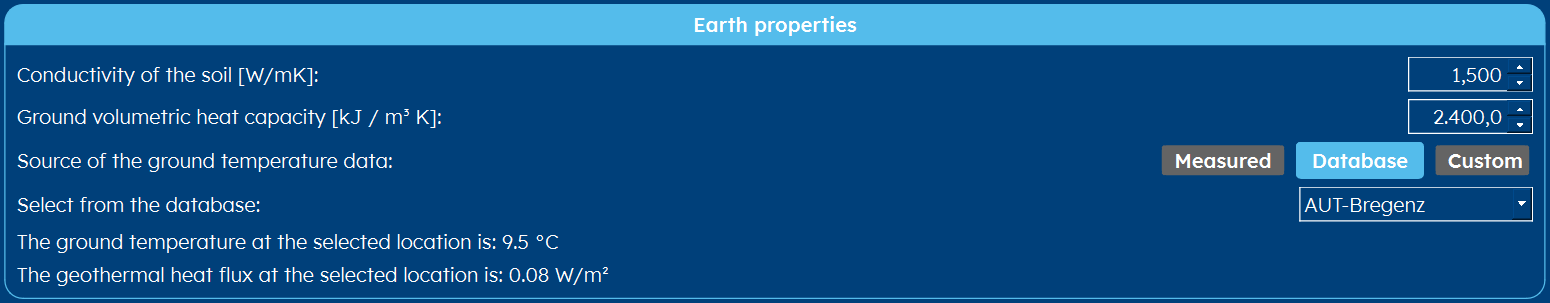 Earth properties
Conductivity of the soil [W/mK]: 1,500
Ground volumetric heat capacity [kJ / m³ K]: 2.400,0
Source of the ground temperature data: Measured Database Custom
Select from the database: AUT-Bregenz
The ground temperature at the selected location is: 9.5 °C
The geothermal heat flux at the selected location is: 0.08 W/m²